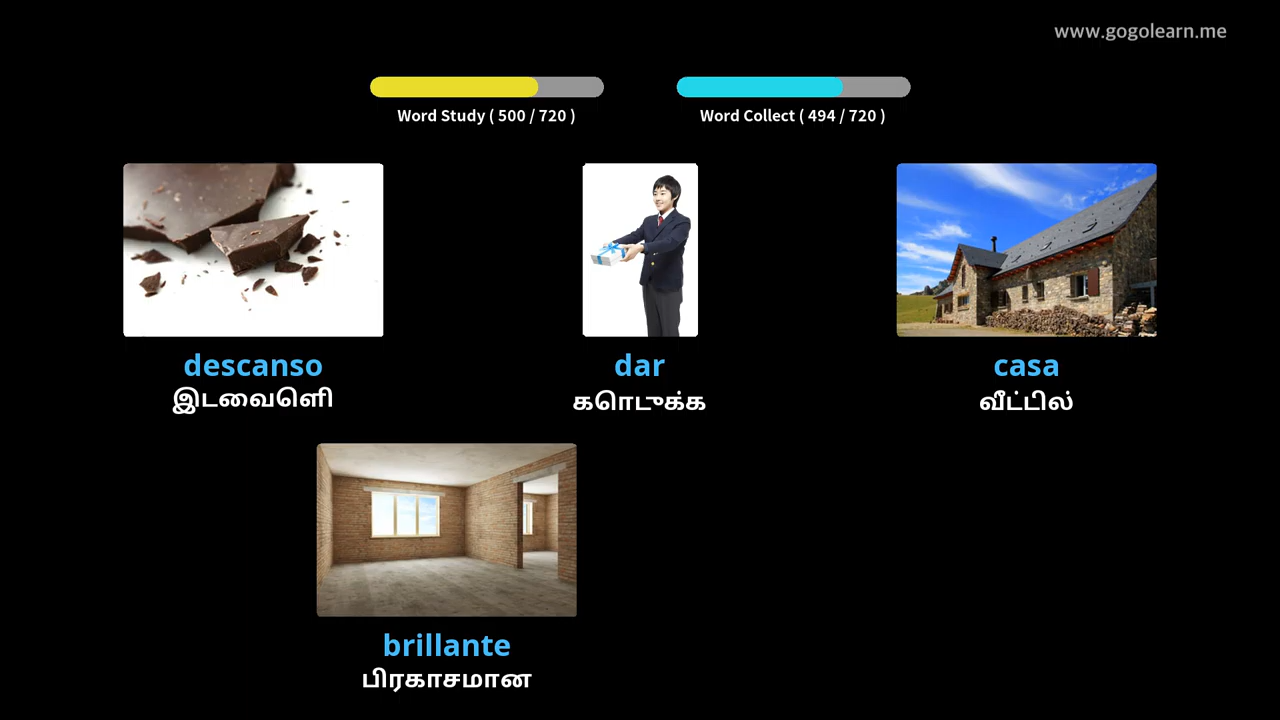 www.gogolearn.me
Word Study ( 500 / 720 )
Word Collect ( 494 / 720 )
descanso
இடைவெளி
dar
கொடுக்க
casa
வீட்டில்
brillante
பிரகாசமான